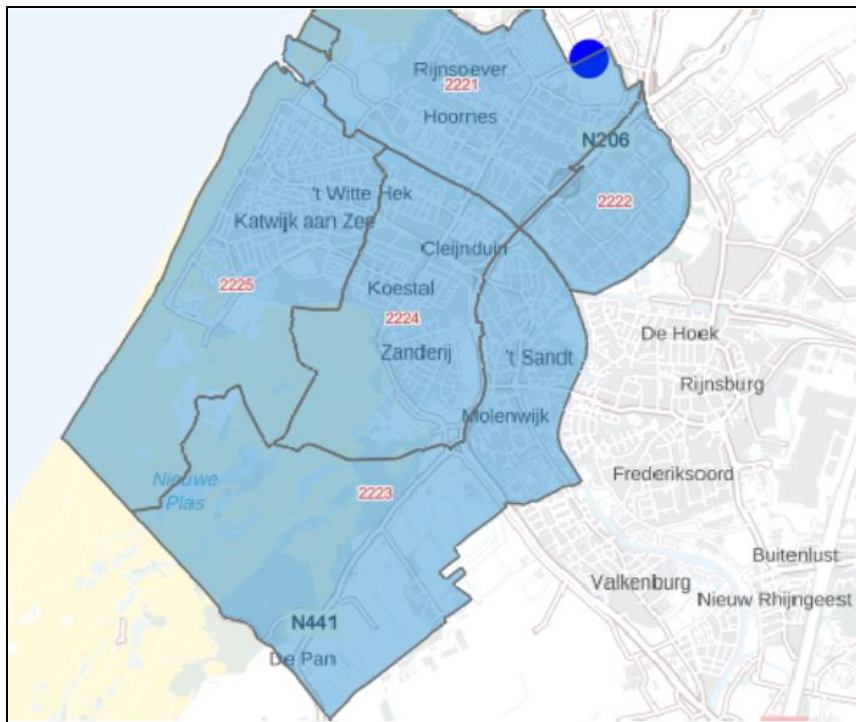 Rijnsoever
2221
Hoornes
N206
't Witte Hek
2222
Katwijk aan Zee
Cleijnduin
2225
Koestal
2224
De Hoek
Zanderij
't Sandt
Rijnsburg
Molenwijk
Nieuwe
Plas
2223
Frederiksoord
Buitenlust
Valkenburg
Nieuw Rhijngeest
N441
De Pan